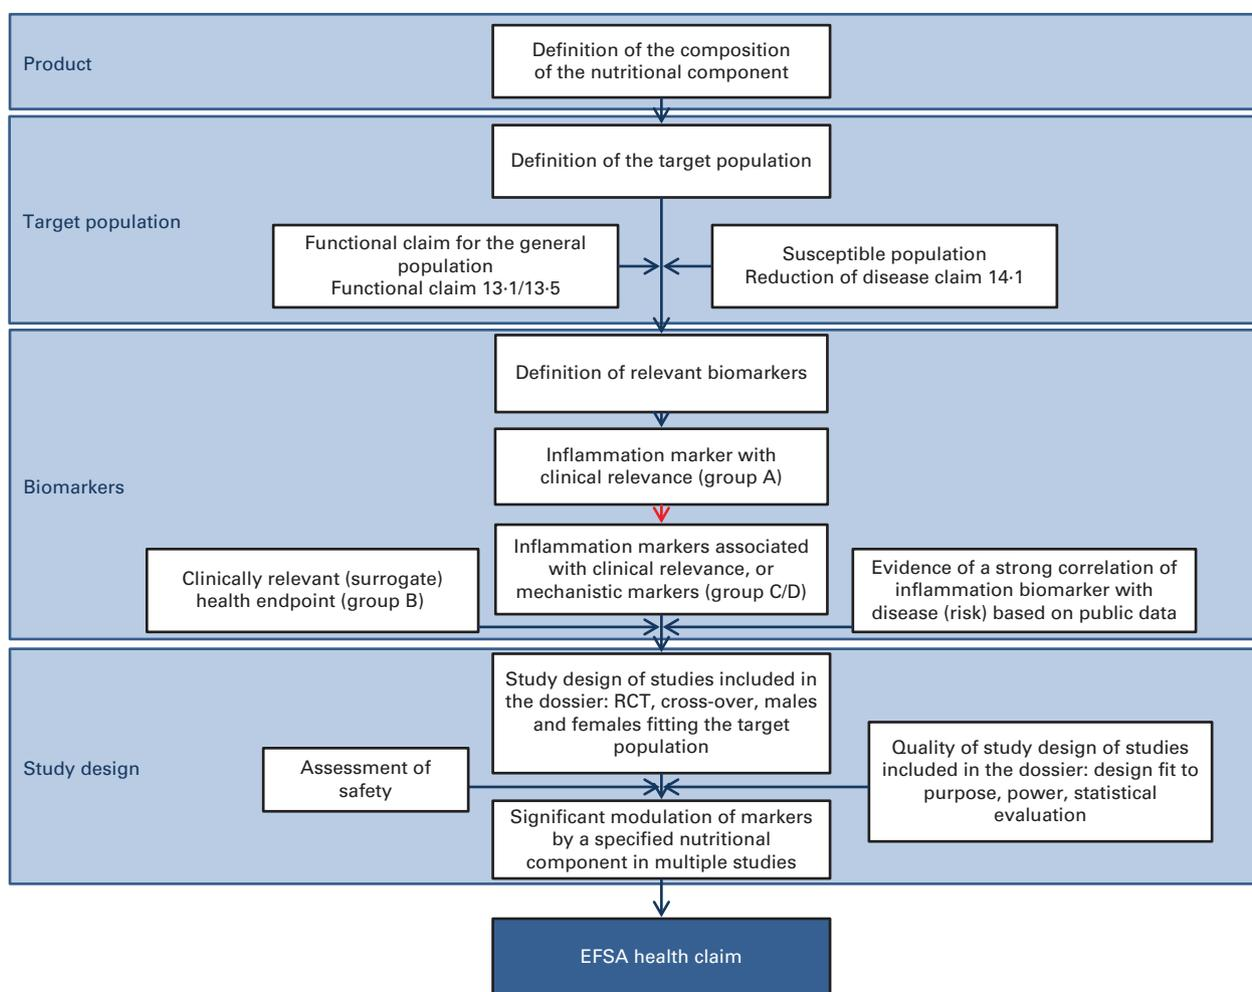 Product
Definition of the composition
of the nutritional component
Target population
Definition of the target population
Functional claim for the general
population
Functional claim 13·1/13·5
Susceptible population
Reduction of disease claim 14·1
Biomarkers
Definition of relevant biomarkers
Inflammation marker with
clinical relevance (group A)
Inflammation markers associated
with clinical relevance, or
mechanistic markers (group C/D)
Clinically relevant (surrogate)
health endpoint (group B)
Evidence of a strong correlation of
inflammation biomarker with
disease (risk) based on public data
Study design
Study design of studies included in
the dossier: RCT, cross-over, males
and females fitting the target
population
Assessment of
safety
Quality of study design of studies
included in the dossier: design fit to
purpose, power, statistical
evaluation
Significant modulation of markers
by a specified nutritional
component in multiple studies
EFSA health claim